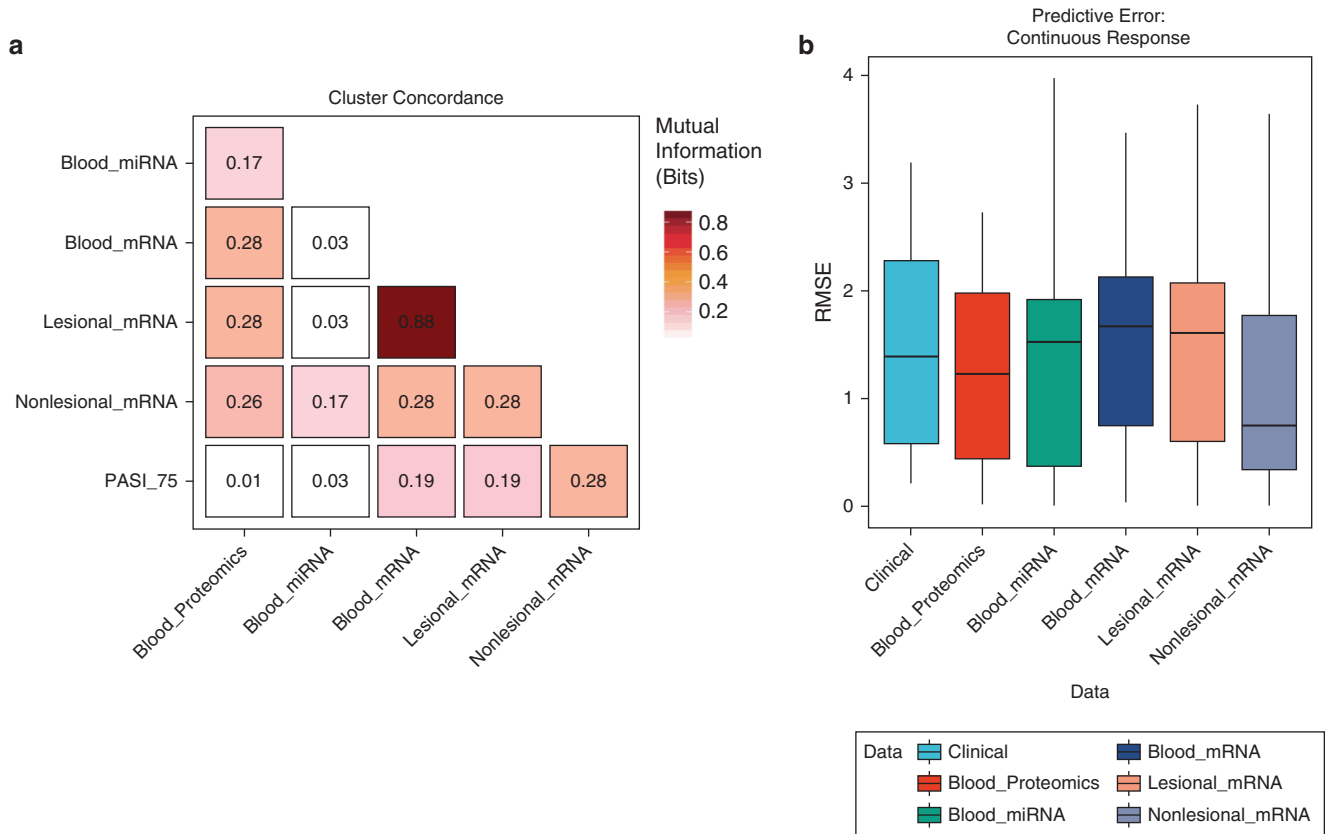 a
Cluster Concordance
Blood_miRNA
0.17
Blood_mRNA
0.28 0.03
Lesional_mRNA
0.28 0.03 0.88
Nonlesional_mRNA
0.26 0.17 0.28 0.28
PASI_75
0.01 0.03 0.19 0.19 0.28
Blood_Proteomics
Blood_miRNA
Blood_mRNA
Lesional_mRNA
Nonlesional_mRNA
Mutual
Information
(Bits)
0.8
0.6
0.4
0.2
b
Predictive Error:
Continuous Response
RMSE
4
3
2
1
0
Clinical
Blood_Proteomics
Blood_miRNA
Blood_mRNA
Lesional_mRNA
Nonlesional_mRNA
Data
Data
Clinical
Blood_Proteomics
Blood_miRNA
Blood_mRNA
Lesional_mRNA
Nonlesional_mRNA